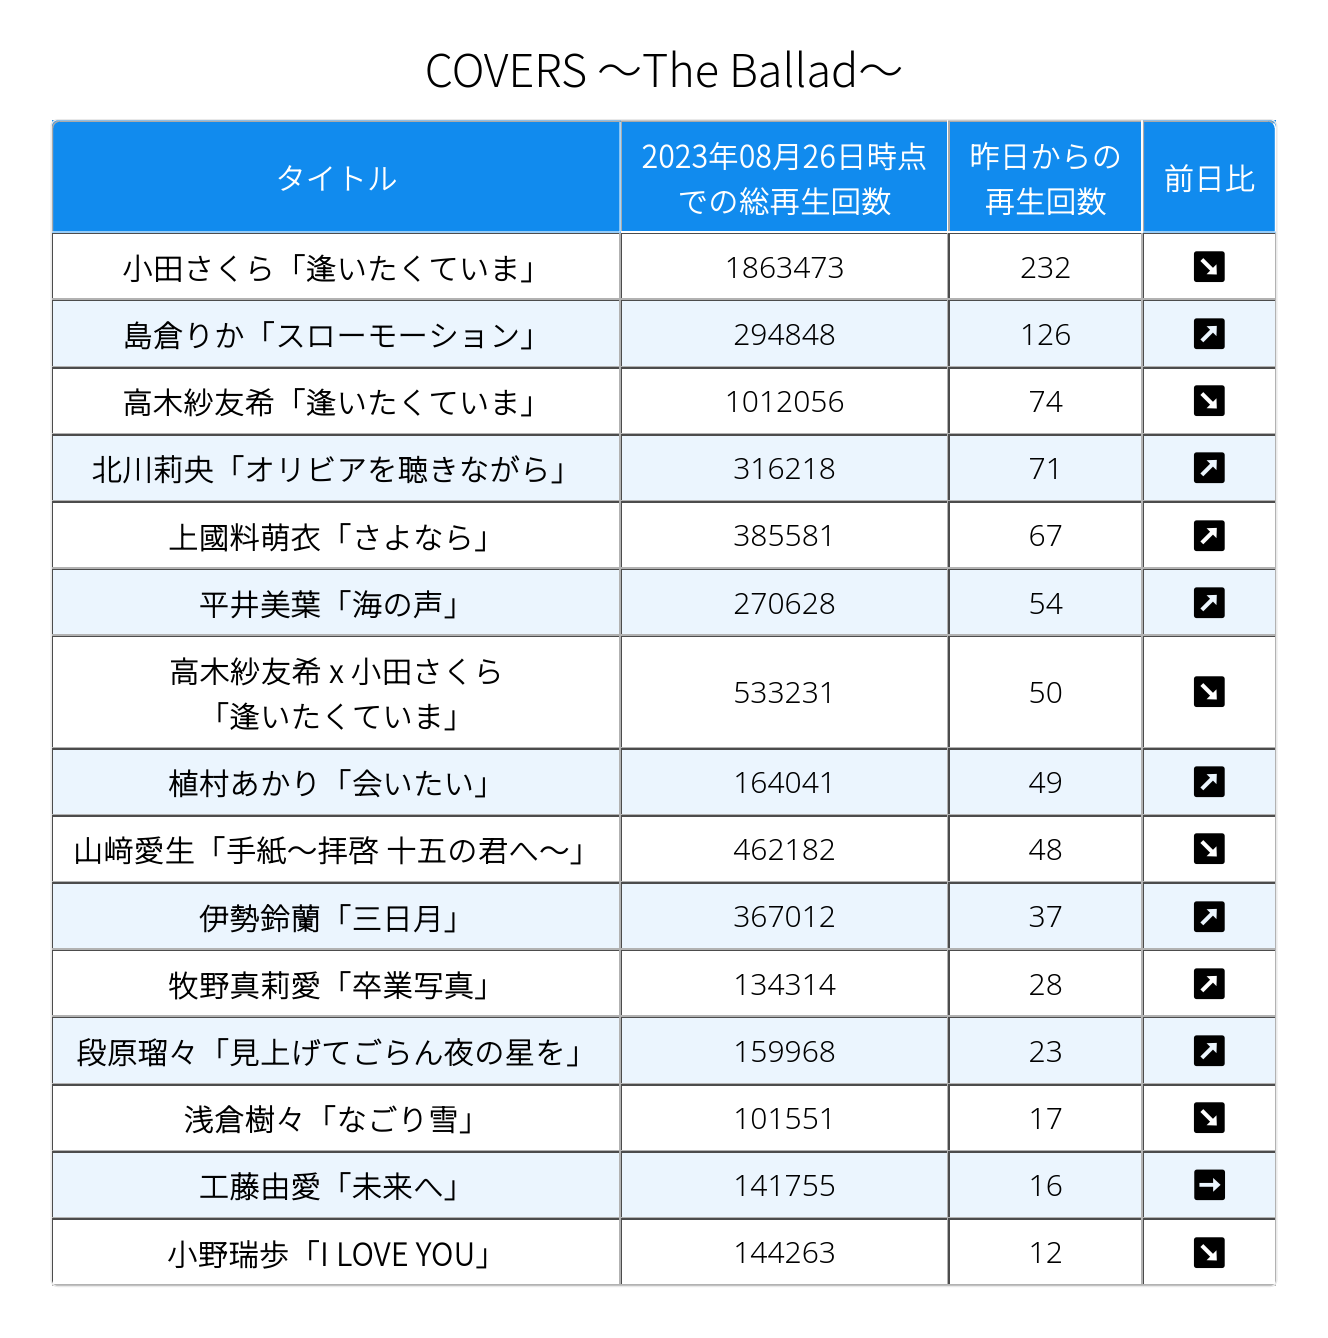 COVERS ～The Ballad～
タイトル
2023年08月26日時点
での総再生回数
昨日からの
再生回数
前日比
小田さくら「逢いたくていま」 1863473 232 ↘
島倉りか「スローモーション」 294848 126 ↗
高木紗友希「逢いたくていま」 1012056 74 ↘
北川莉央「オリビアを聴きながら」 316218 71 ↗
上國料萌衣「さよなら」 385581 67 ↗
平井美葉「海の声」 270628 54 ↗
高木紗友希 x 小田さくら
「逢いたくていま」 533231 50 ↘
植村あかり「会いたい」 164041 49 ↗
山﨑愛生「手紙～拝啓 十五の君へ～」 462182 48 ↘
伊勢鈴蘭「三日月」 367012 37 ↗
牧野真莉愛「卒業写真」 134314 28 ↗
段原瑠々「見上げてごらん夜の星を」 159968 23 ↗
浅倉樹々「なごり雪」 101551 17 ↘
工藤由愛「未来へ」 141755 16 →
小野瑞歩「I LOVE YOU」 144263 12 ↘